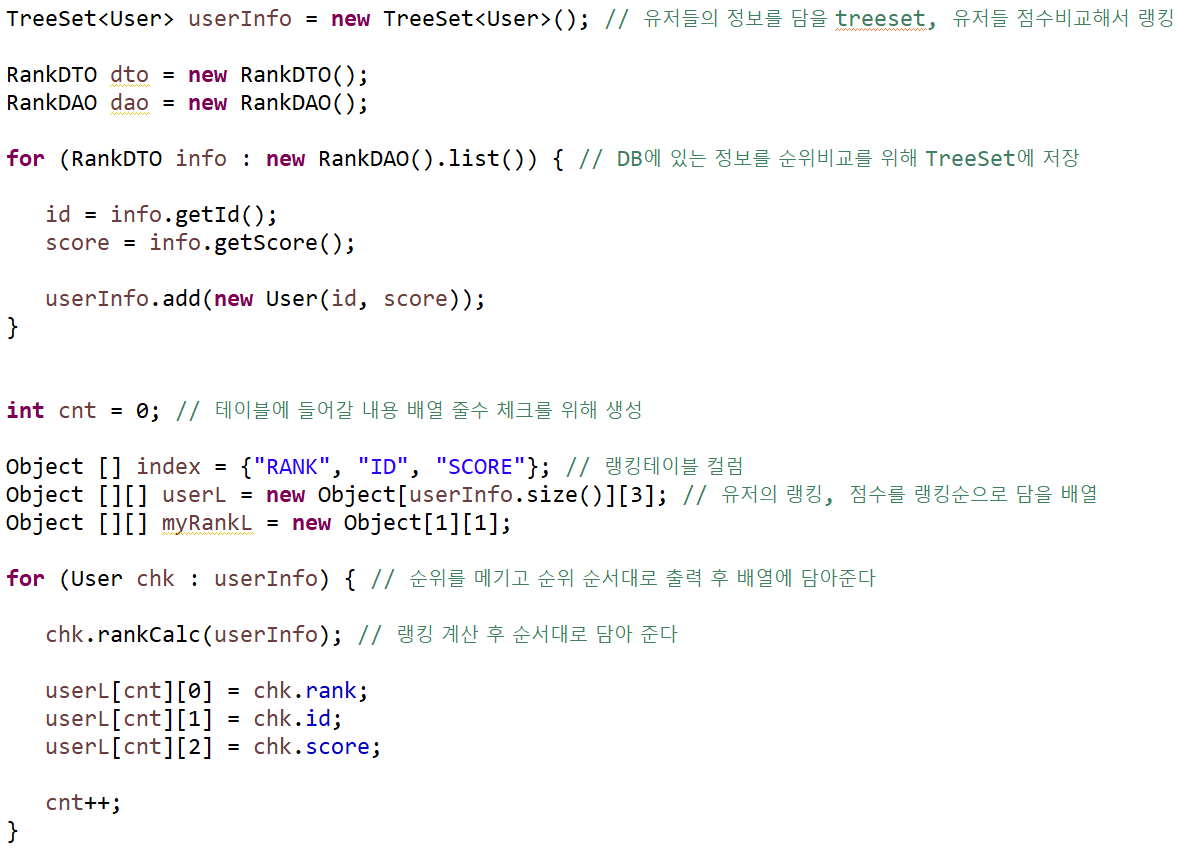 TreeSet<User> userInfo = new TreeSet<User>(); // 유저들의 정보를 담을 treeset, 유저들 점수비교해서 랭킹
RankDTO dto = new RankDTO();
RankDAO dao = new RankDAO();
for (RankDTO info : new RankDAO().list()) { // DB에 있는 정보를 순위비교를 위해 TreeSet에 저장
id = info.getId();
score = info.getScore();
userInfo.add(new User(id, score));
}
int cnt = 0; // 테이블에 들어갈 내용 배열 줄수 체크를 위해 생성
Object [] index = {"RANK", "ID", "SCORE"}; // 랭킹테이블 컬럼
Object [][] userL = new Object[userInfo.size()][3]; // 유저의 랭킹, 점수를 랭킹순으로 담을 배열
Object [][] myRankL = new Object[1][1];
for (User chk : userInfo) { // 순위를 메기고 순위 순서대로 출력 후 배열에 담아준다
chk.rankCalc(userInfo); // 랭킹 계산 후 순서대로 담아 준다
userL[cnt][0] = chk.rank;
userL[cnt][1] = chk.id;
userL[cnt][2] = chk.score;
cnt++;
}